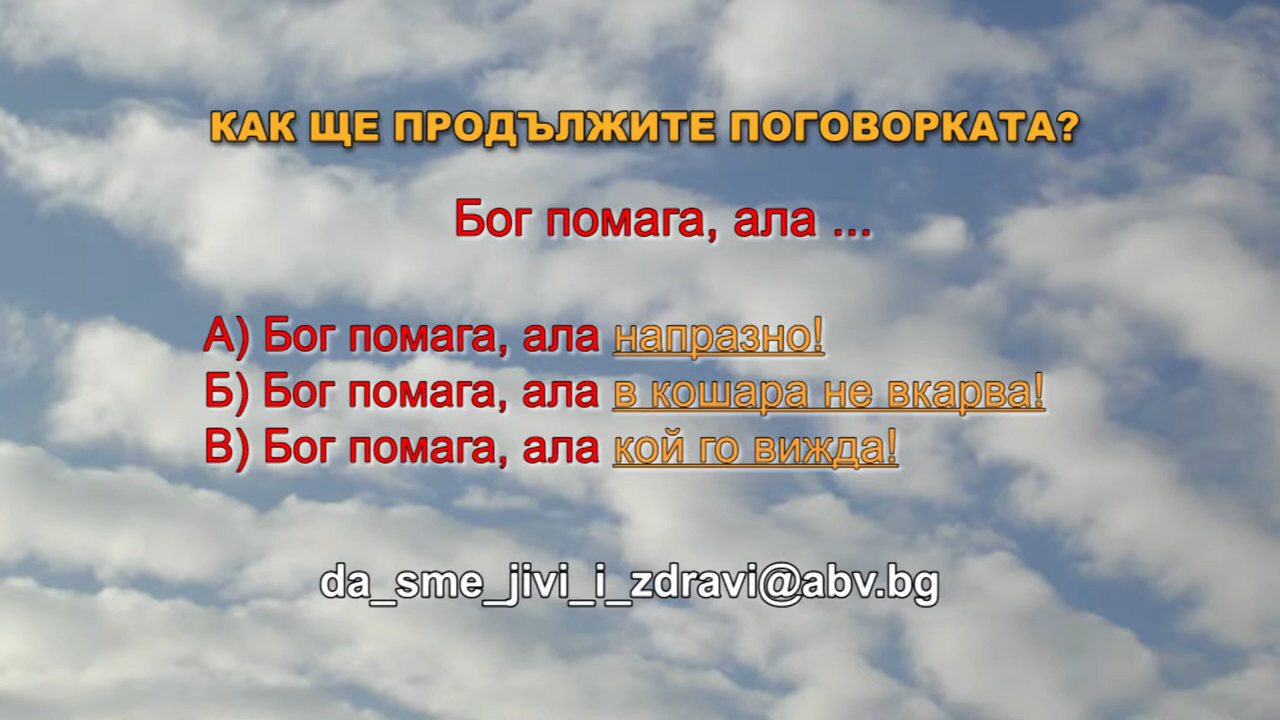 КАК ЩЕ ПРОДЪЛЖИТЕ ПОГОВОРКАТА?
Бог помага, ала ...
А) Бог помага, ала напразно!
Б) Бог помага, ала в кошара не вкарва!
В) Бог помага, ала кой го вижда!
da_sme_jivi_i_zdravi@abv.bg